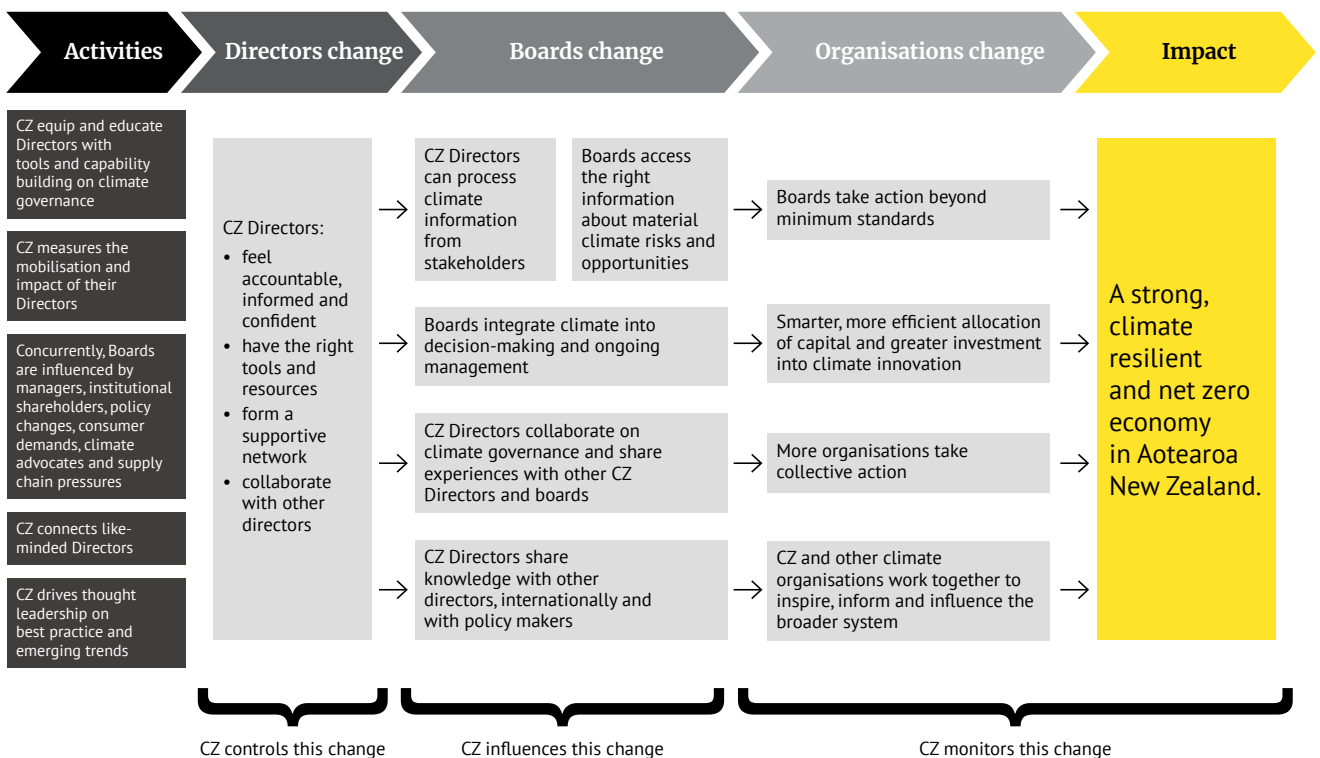 Activities
Directors change
Boards change
Organisations change
Impact
CZ equip and educate
Directors with
tools and capability
building on climate
governance
CZ measures the
mobilisation and
impact of their
Directors
Concurrently, Boards
are influenced by
managers, institutional
shareholders, policy
changes, consumer
demands, climate
advocates and supply
chain pressures
CZ connects like-
minded Directors
CZ drives thought
leadership on
best practice and
emerging trends
CZ Directors:
• feel
accountable,
informed and
confident
• have the right
tools and
resources
• form a
supportive
network
• collaborate
with other
directors
CZ Directors
can process
climate
information
from
stakeholders
Boards access
the right
information
about material
climate risks and
opportunities
Boards integrate climate into
decision-making and ongoing
management
CZ Directors collaborate on
climate governance and share
experiences with other CZ
Directors and boards
CZ Directors share
knowledge with other
directors, internationally and
with policy makers
Boards take action beyond
minimum standards
Smarter, more efficient allocation
of capital and greater investment
into climate innovation
More organisations take
collective action
CZ and other climate
organisations work together to
inspire, inform and influence the
broader system
A strong,
climate
resilient
and net zero
economy
in Aotearoa
New Zealand.
CZ controls this change
CZ influences this change
CZ monitors this change